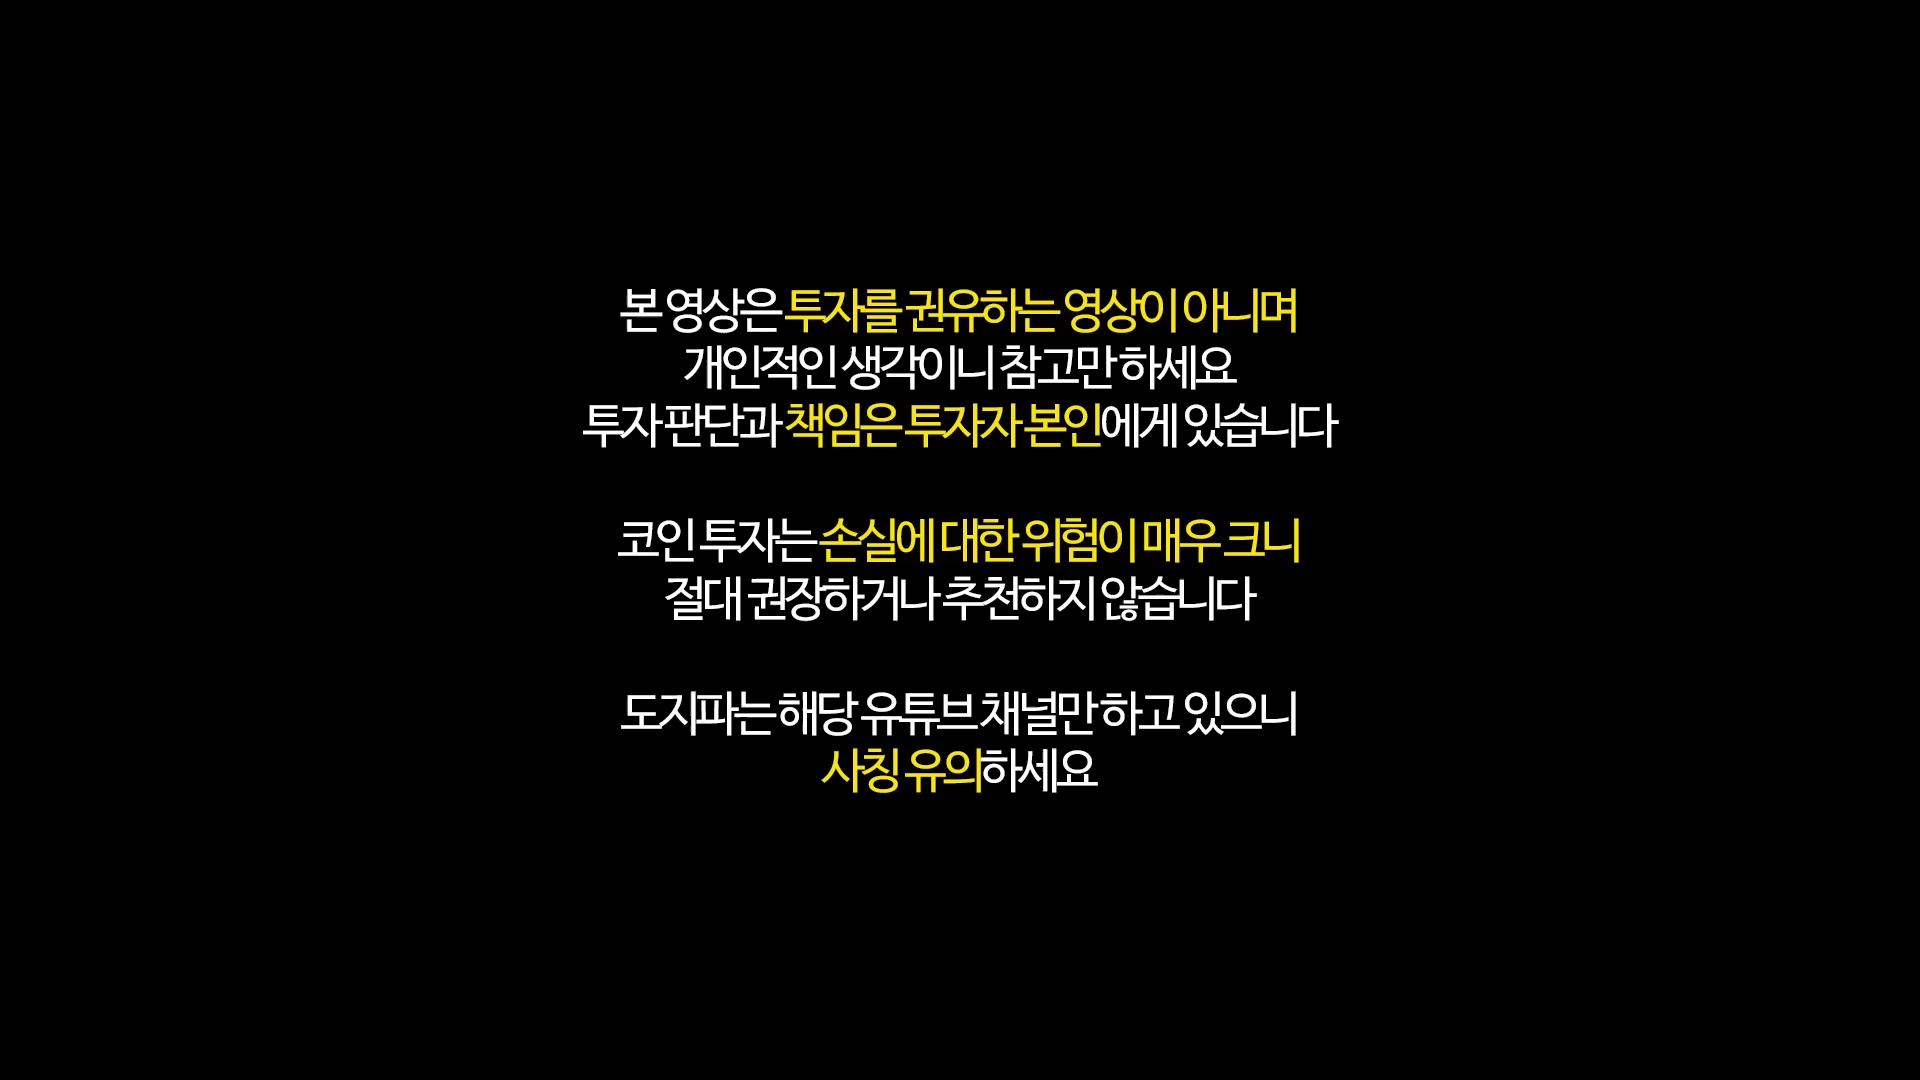 본 영상은 투자를 권유하는 영상이 아니며
개인적인 생각이니 참고만 하세요
투자 판단과 책임은 투자자 본인에게 있습니다
코인 투자는 손실에 대한 위험이 매우 크니
절대 권장하거나 추천하지 않습니다
도지파는 해당 유튜브 채널만 하고 있으니
사칭 유의하세요